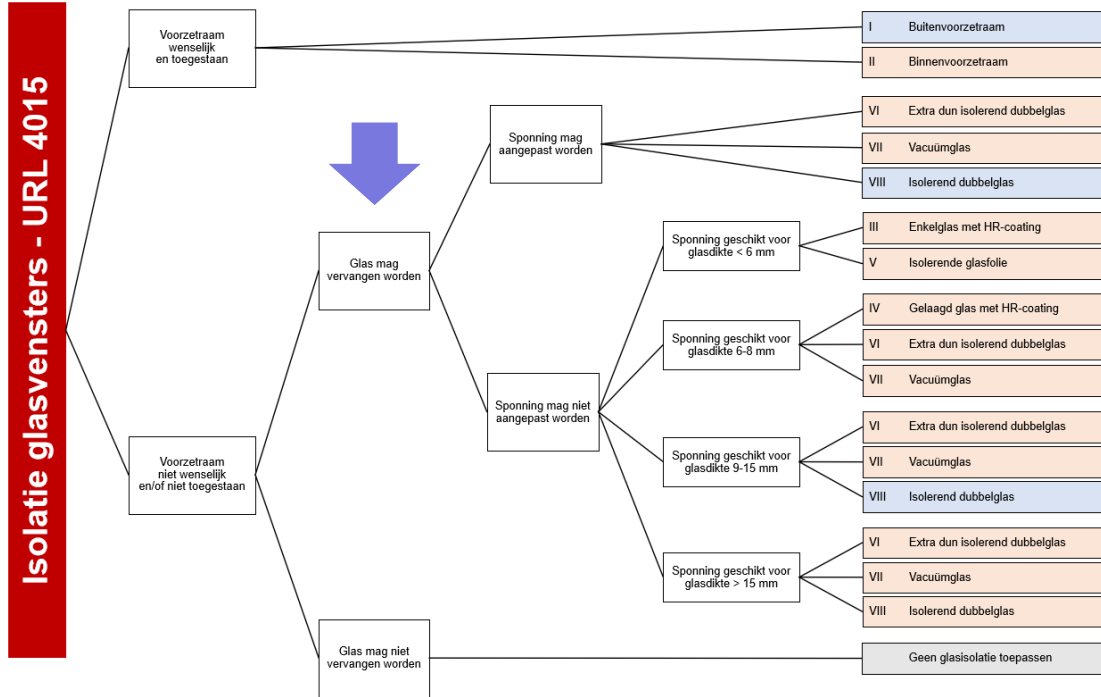 Isolatie glasvensters - URL 4015
Voorzetraam
wenselijk
en toegestaan
I Buitenvoorzetraam
II Binnenvoorzetraam
Sponning mag
aangepast worden
VI Extra dun isolerend dubbelglas
VII Vacuümglas
VIII Isolerend dubbelglas
Glas mag
vervangen worden
Sponning geschikt voor
glasdikte < 6 mm
III Enkelglas met HR-coating
V Isolerende glasfolie
Sponning geschikt voor
glasdikte 6-8 mm
IV Gelaagd glas met HR-coating
VI Extra dun isolerend dubbelglas
VII Vacuümglas
Sponning mag niet
aangepast worden
Voorzetraam
niet wenselijk
en/of niet toegestaan
Sponning geschikt voor
glasdikte 9-15 mm
VI Extra dun isolerend dubbelglas
VII Vacuümglas
VIII Isolerend dubbelglas
Sponning geschikt voor
glasdikte > 15 mm
VI Extra dun isolerend dubbelglas
VII Vacuümglas
VIII Isolerend dubbelglas
Glas mag niet
vervangen worden
Geen glasisolatie toepassen